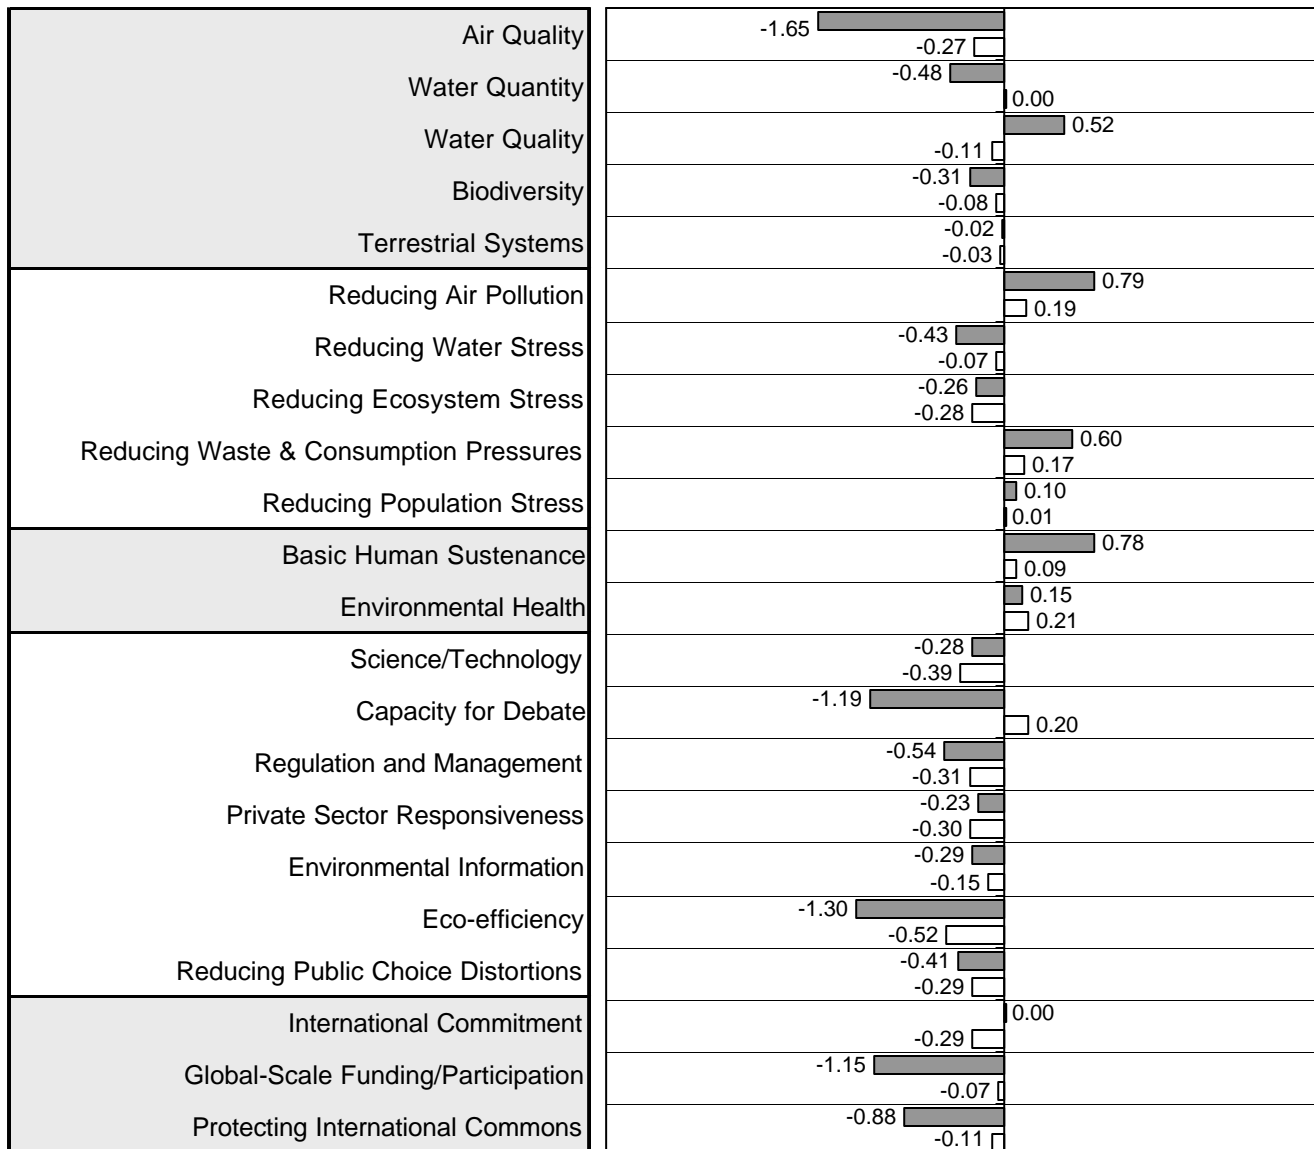 Air Quality
-1.65
-0.27
Water Quantity
-0.48
0.00
Water Quality
0.52
-0.11
Biodiversity
-0.31
-0.08
Terrestrial Systems
-0.02
-0.03
Reducing Air Pollution
0.79
0.19
Reducing Water Stress
-0.43
-0.07
Reducing Ecosystem Stress
-0.26
-0.28
Reducing Waste & Consumption Pressures
0.60
0.17
Reducing Population Stress
0.10
0.01
Basic Human Sustenance
0.78
0.09
Environmental Health
0.15
0.21
Science/Technology
-0.28
-0.39
Capacity for Debate
-1.19
0.20
Regulation and Management
-0.54
-0.31
Private Sector Responsiveness
-0.23
-0.30
Environmental Information
-0.29
-0.15
Eco-efficiency
-1.30
-0.52
Reducing Public Choice Distortions
-0.41
-0.29
International Commitment
0.00
-0.29
Global-Scale Funding/Participation
-1.15
-0.07
Protecting International Commons
-0.88
-0.11